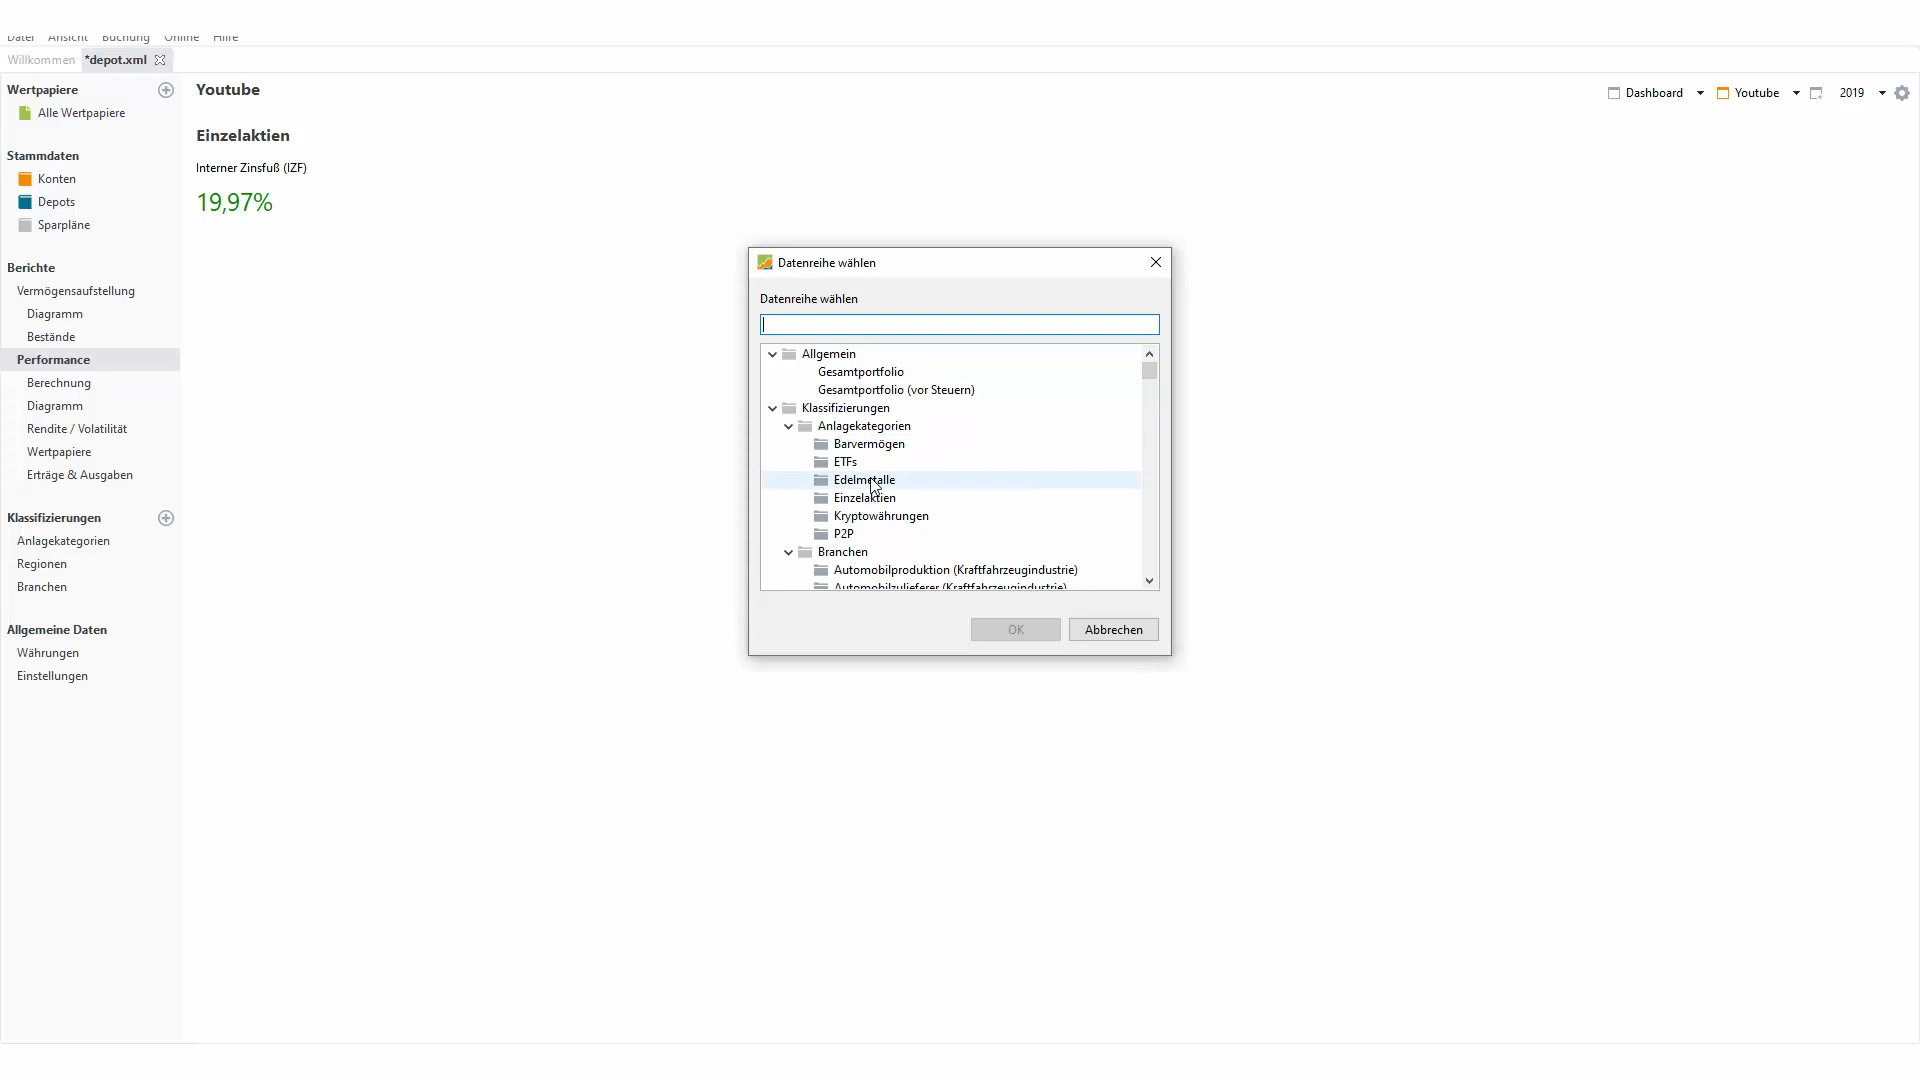 Datei Ansicht Buchung Online Hilfe
Willkommen *depot.xml
Wertpapiere
Alle Wertpapiere
Stammdaten
Konten
Depots
Sparpläne
Berichte
Vermögensaufstellung
Diagramm
Bestände
Performance
Berechnung
Diagramm
Rendite / Volatilität
Wertpapiere
Erträge & Ausgaben
Klassifizierungen
Anlagekategorien
Regionen
Branchen
Allgemeine Daten
Währungen
Einstellungen
Youtube
Dashboard Youtube 2019
Einzelaktien
Interner Zinsfuß (IZF)
19,97%
Datenreihe wählen
Datenreihe wählen
Allgemein
Gesamtportfolio
Gesamtportfolio (vor Steuern)
Klassifizierungen
Anlagekategorien
Barvermögen
ETFs
Edelmetalle
Einzelaktien
Kryptowährungen
P2P
Branchen
Automobilproduktion (Kraftfahrzeugindustrie)
Automobilzulieferer (Kraftfahrzeugindustrie)
OK Abbrechen